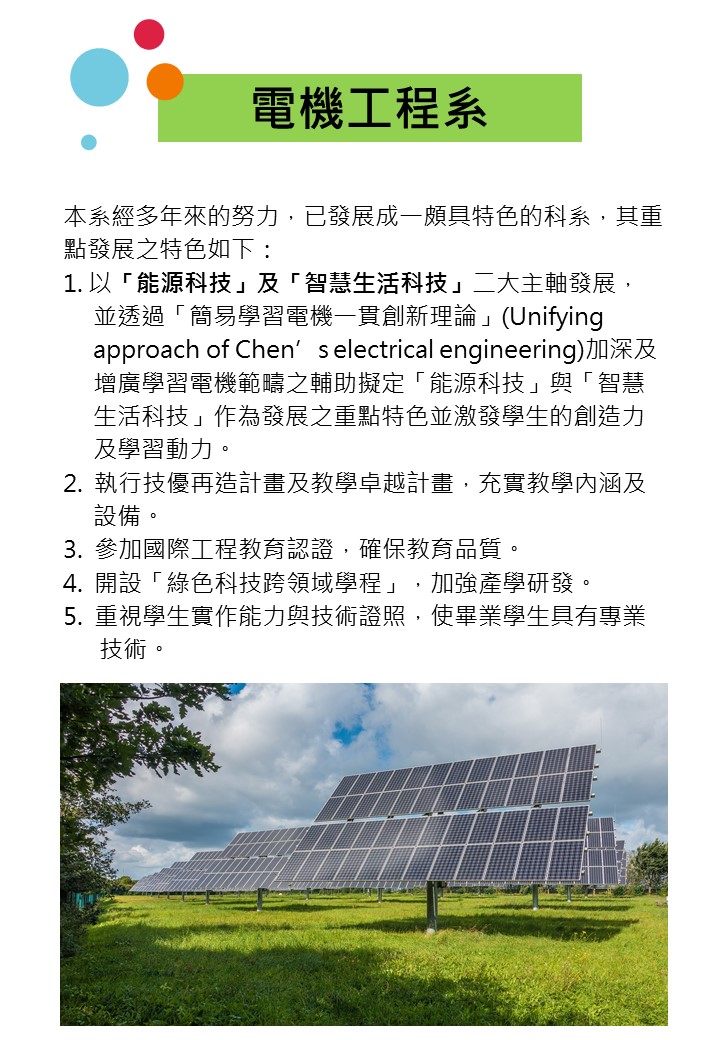 電機工程系
本系經多年來的努力，已發展成一頗具特色的科系，其重
點發展之特色如下：
1. 以「能源科技」及「智慧生活科技」二大主軸發展，
並透過「簡易學習電機一貫創新理論」(Unifying
approach of Chen’s electrical engineering)加深及
增廣學習電機範疇之輔助擬定「能源科技」與「智慧
生活科技」作為發展之重點特色並激發學生的創造力
及學習動力。
2. 執行技優再造計畫及教學卓越計畫，充實教學內涵及
設備。
3. 參加國際工程教育認證，確保教育品質。
4. 開設「綠色科技跨領域學程」，加強產學研發。
5. 重視學生實作能力與技術證照，使畢業學生具有專業
技術。